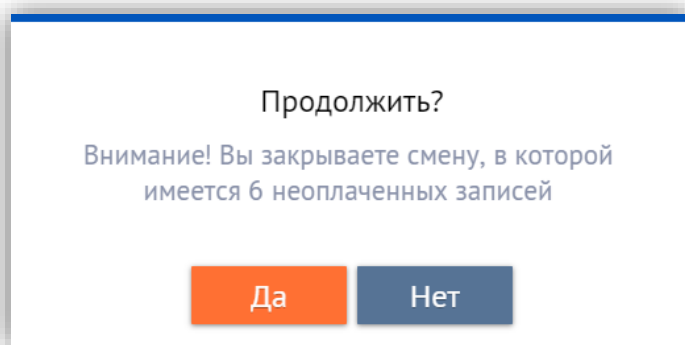 Продолжить?
Внимание! Вы закрываете смену, в которой
имеется 6 неоплаченных записей
Да
Нет